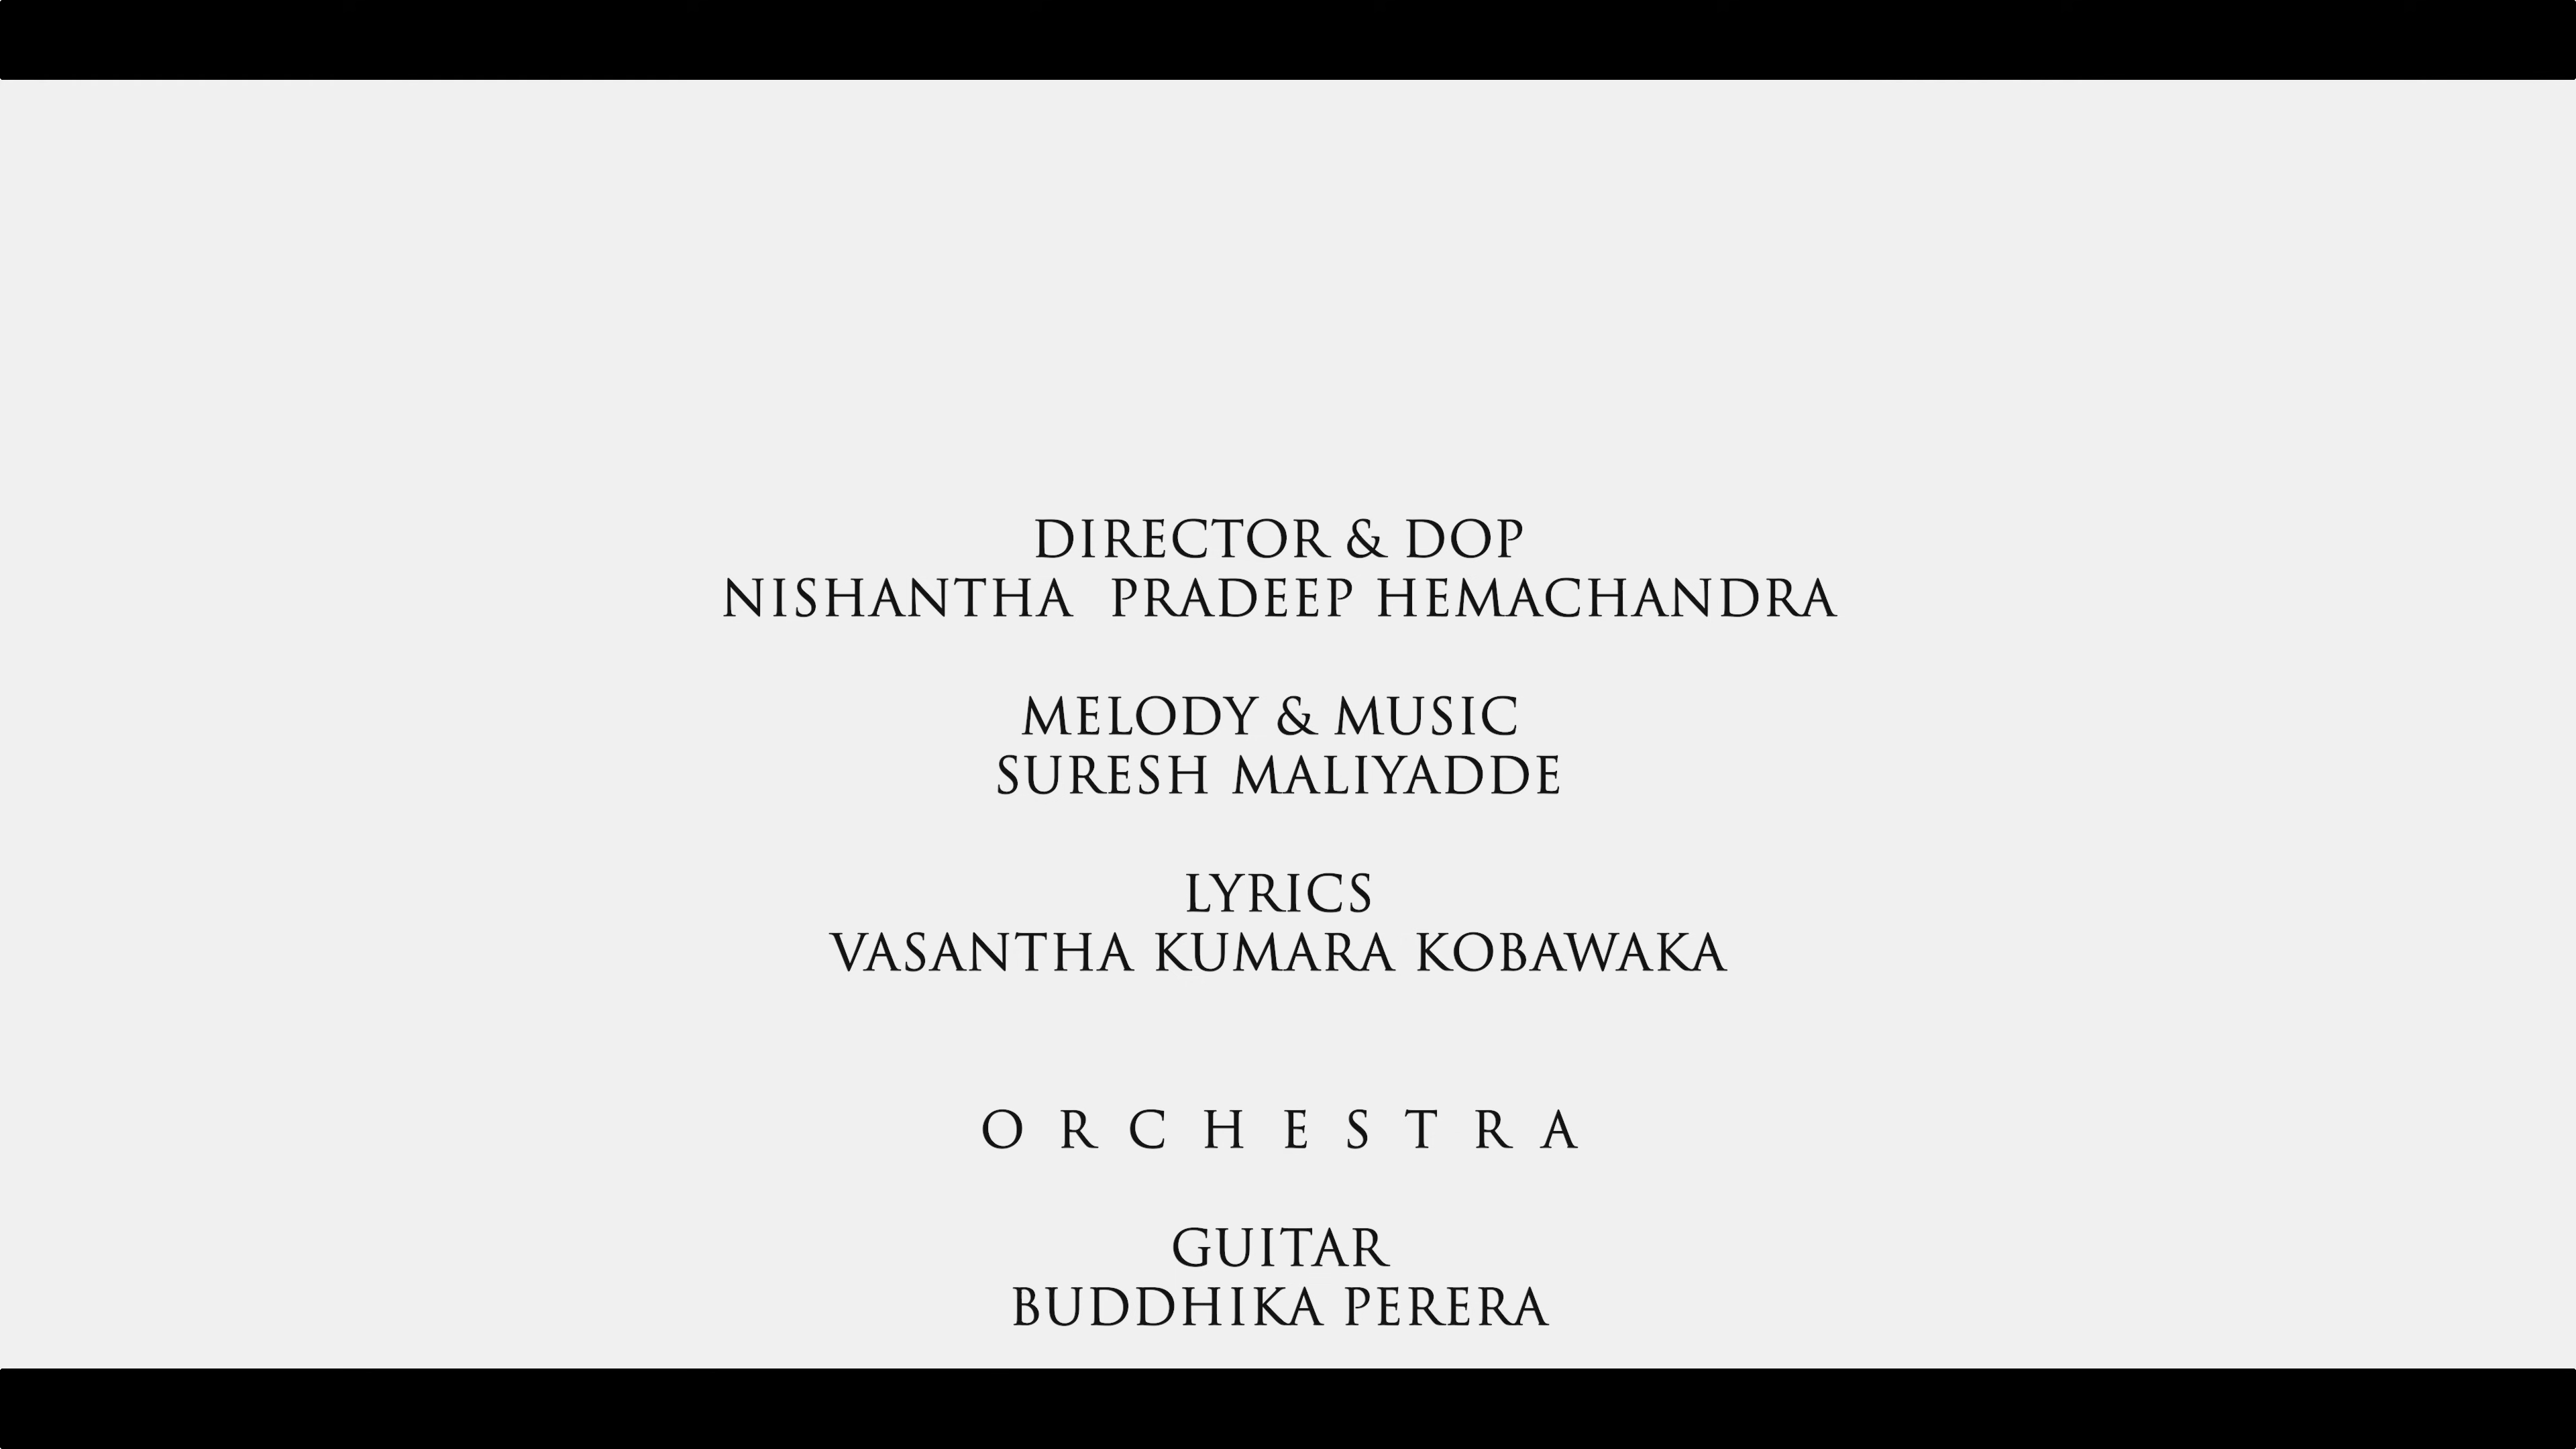 DIRECTOR & DOP
NISHANTHA  PRADEEP HEMACHANDRA
MELODY & MUSIC
SURESH MALIYADDE
LYRICS
VASANTHA KUMARA KOBAWAKA
O R C H E S T R A
GUITAR
BUDDHIKA PERERA